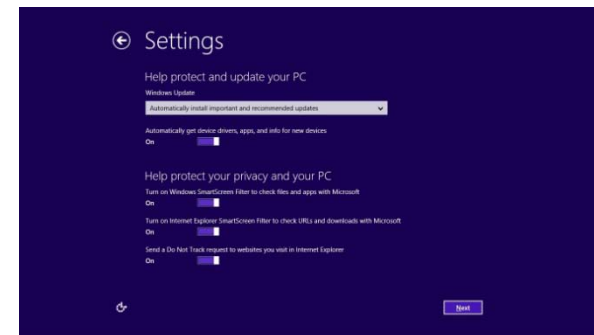 Settings
Help protect and update your PC
Windows Update
Automatically install important and recommended updates
Automatically get device drivers, apps, and info for new devices
On
Help protect your privacy and your PC
Turn on Windows SmartScreen Filter to check files and apps with Microsoft
On
Turn on Internet Explorer SmartScreen Filter to check URLs and downloads with Microsoft
On
Send a Do Not Track request to websites you visit in Internet Explorer
On
Next